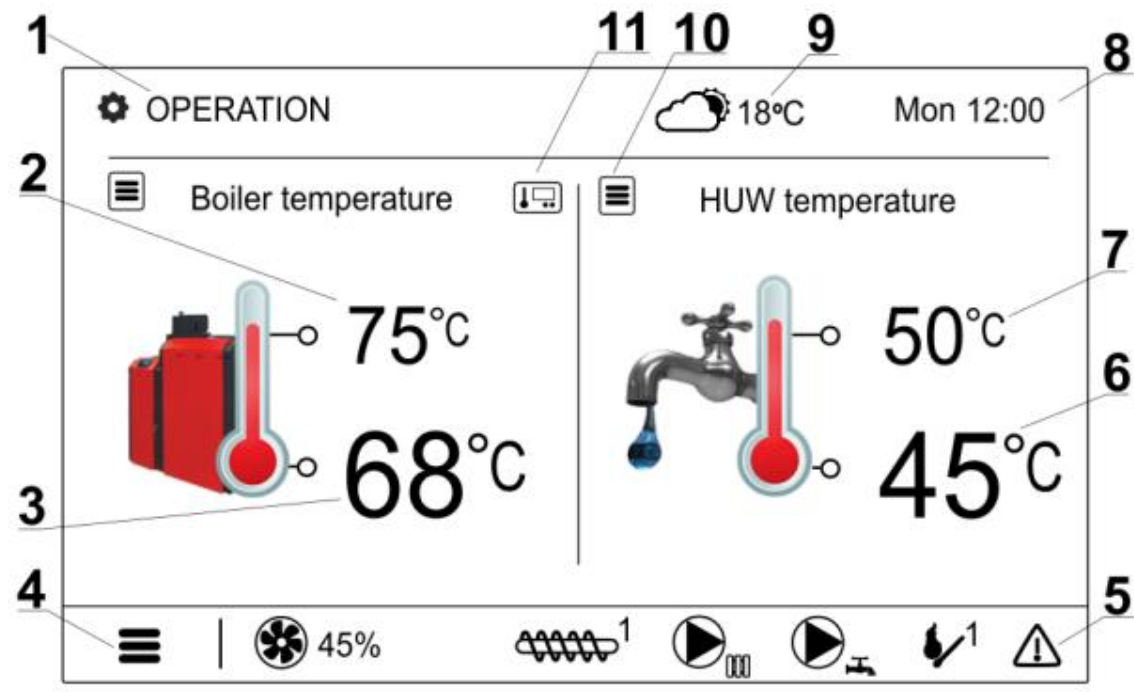 1
11
10
9
8
OPERATION
18°C
Mon 12:00
2
Boiler temperature
HUW temperature
7
75°C
50°C
6
68°C
45°C
3
4
5
45%
1
1